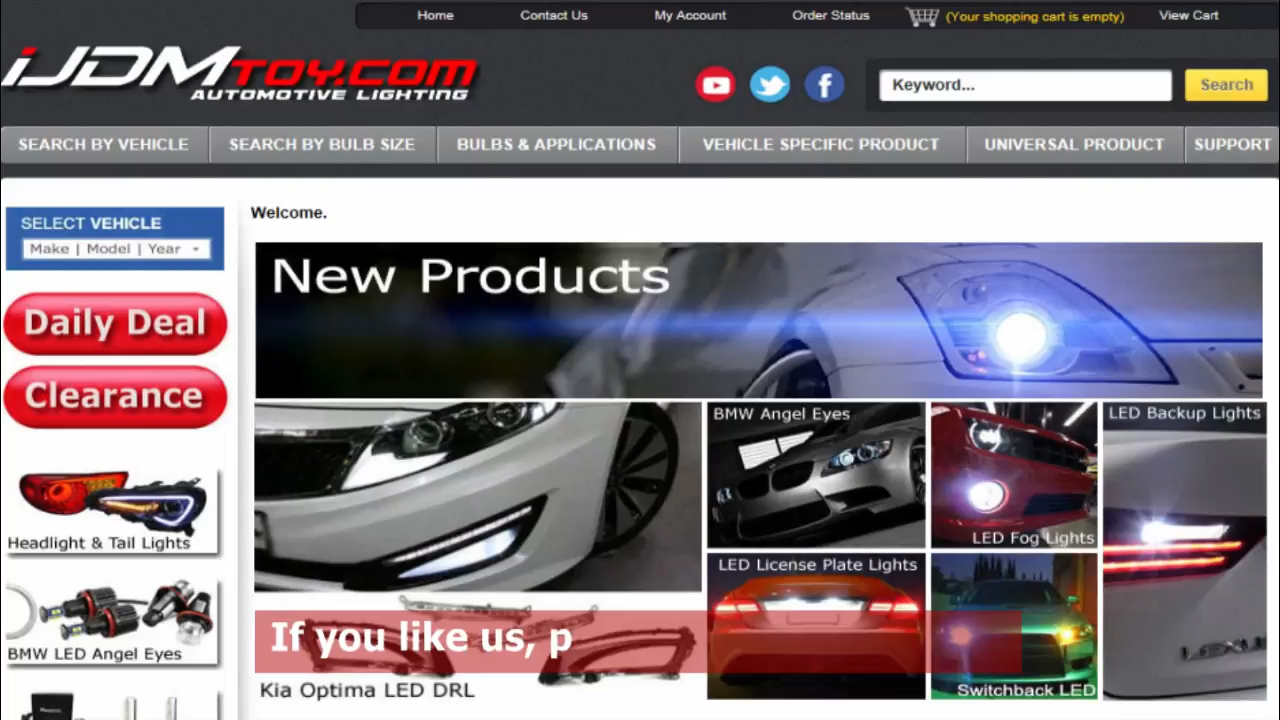 Home Contact Us My Account Order Status (Your shopping cart is empty) View Cart
iJDMTOY.COM
AUTOMOTIVE LIGHTING
Keyword... Search
SEARCH BY VEHICLE SEARCH BY BULB SIZE BULBS & APPLICATIONS VEHICLE SPECIFIC PRODUCT UNIVERSAL PRODUCT SUPPORT
SELECT VEHICLE
Make | Model | Year
Daily Deal
Clearance
Headlight & Tail Lights
BMW LED Angel Eyes
Welcome.
New Products
BMW Angel Eyes
LED Fog Lights
LED Backup Lights
LED License Plate Lights
Switchback LED
If you like us, p
Kia Optima LED DRL